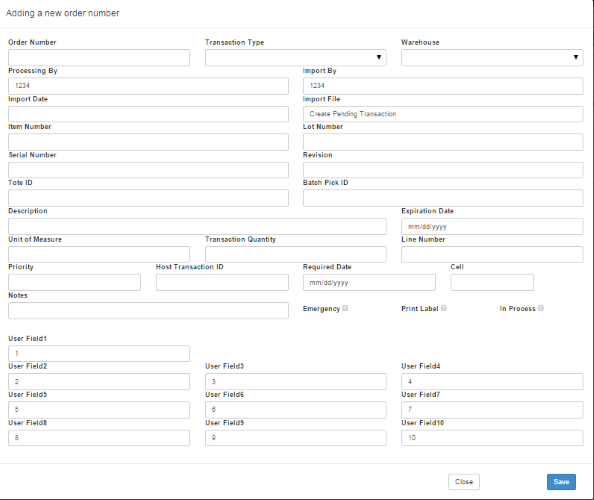 Adding a new order number
Order Number Transaction Type Warehouse
Processing By Import By
1234 1234
Import Date Import File
Create Pending Transaction
Item Number Lot Number
Serial Number Revision
Tote ID Batch Pick ID
Description Expiration Date
mm/dd/yyyy
Unit of Measure Transaction Quantity Line Number
Priority Host Transaction ID Required Date Cell
mm/dd/yyyy
Notes
Emergency Print Label In Process
User Field1
1
User Field2 User Field3 User Field4
2 3 4
User Field5 User Field6 User Field7
5 6 7
User Field8 User Field9 User Field10
8 9 10
Close Save